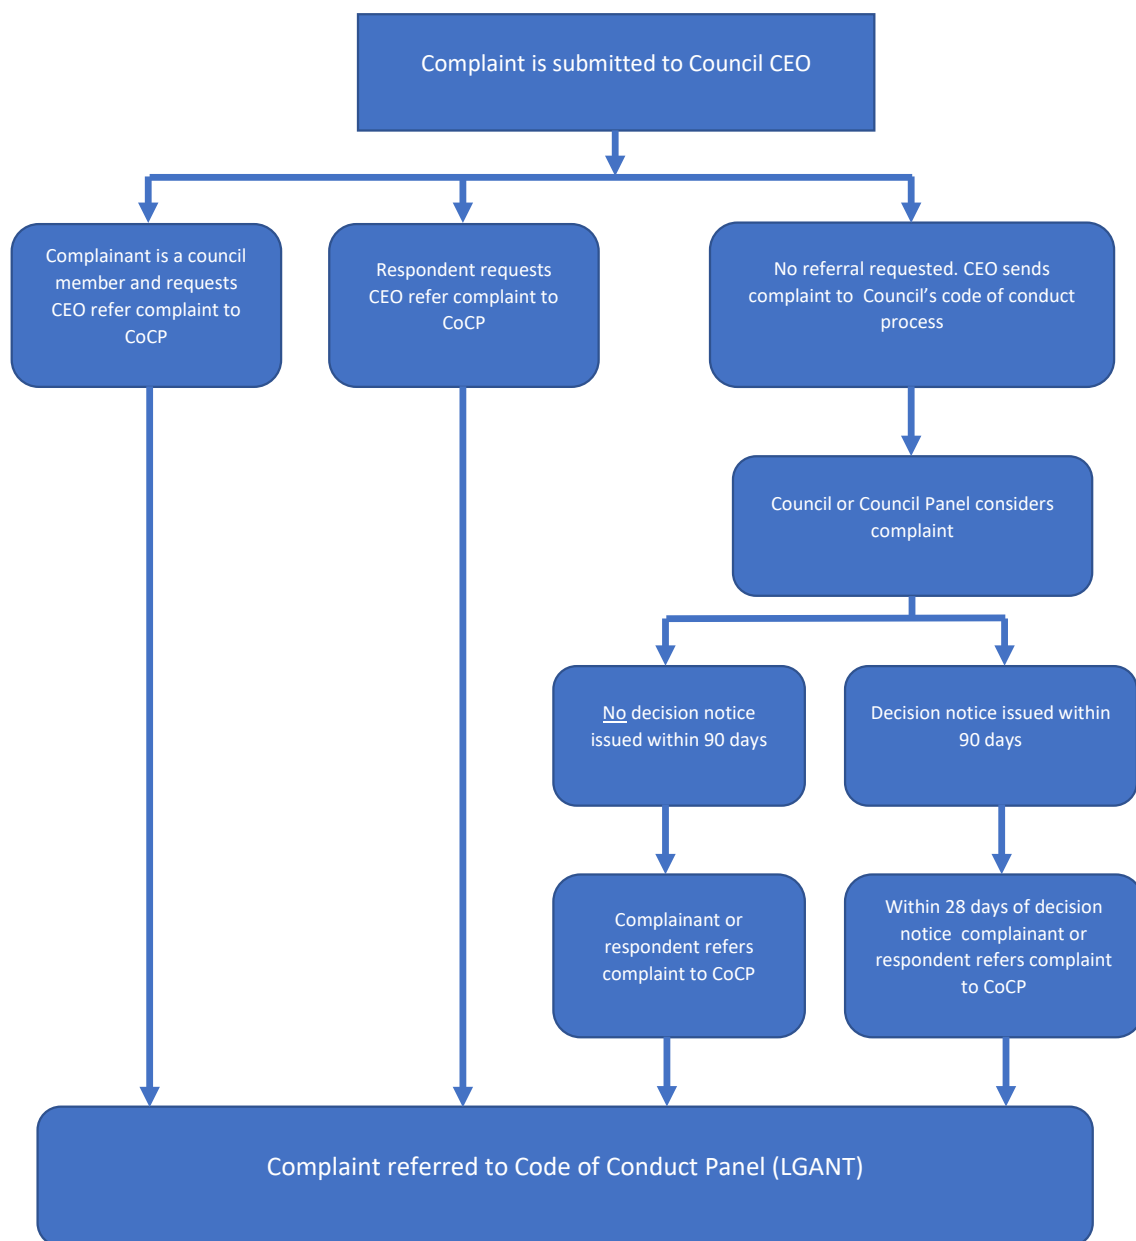 Complaint is submitted to Council CEO
Complainant is a council
member and requests
CEO refer complaint to
CoCP
Respondent requests
CEO refer complaint to
CoCP
No referral requested. CEO sends
complaint to Council’s code of conduct
process
Council or Council Panel considers
complaint
No decision notice
issued within 90 days
Decision notice issued within
90 days
Complainant or
respondent refers
complaint to CoCP
Within 28 days of decision
notice complainant or
respondent refers complaint
to CoCP
Complaint referred to Code of Conduct Panel (LGANT)